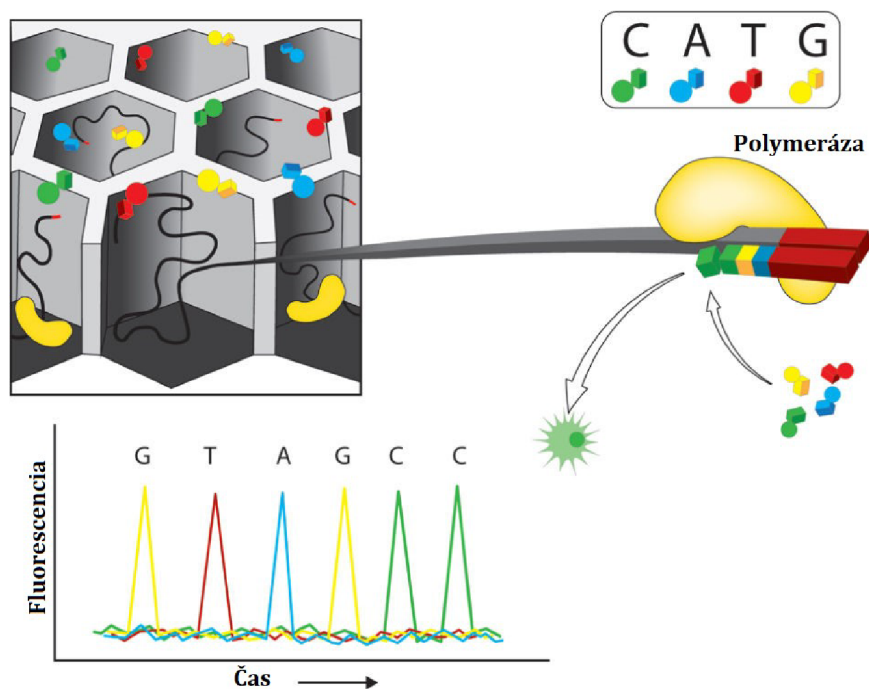 C A T G
Polymeráza
G T A G C C
Fluorescencia
Čas